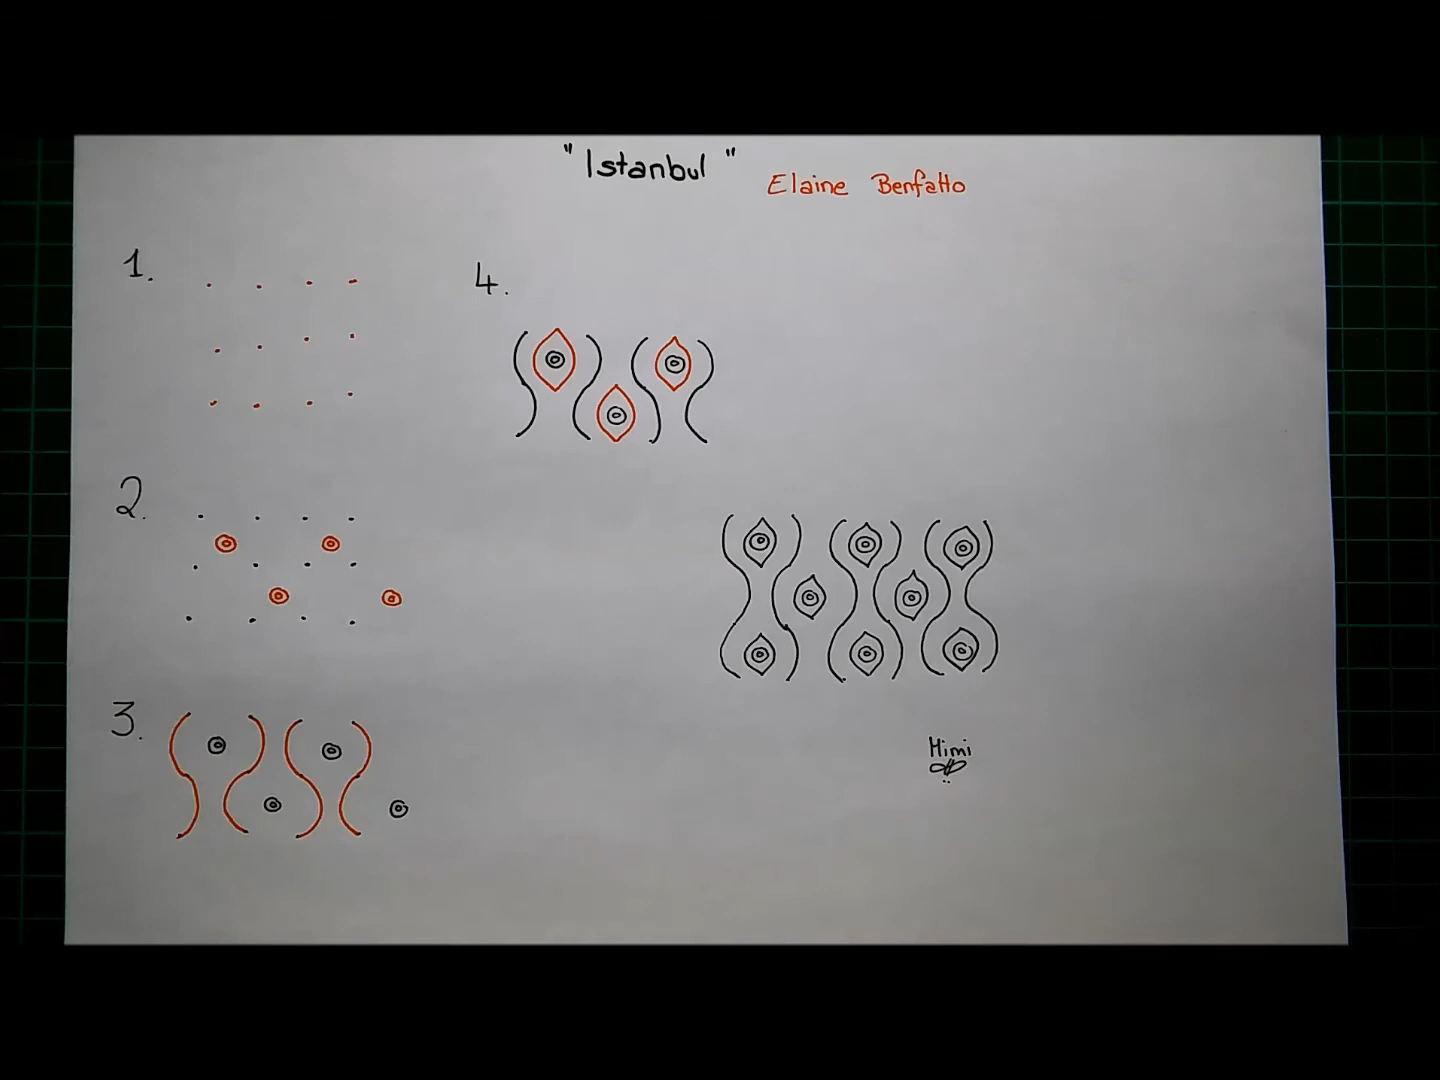 "Istanbul"
Elaine Benfatto
1.
4.
2.
3.
Mimi